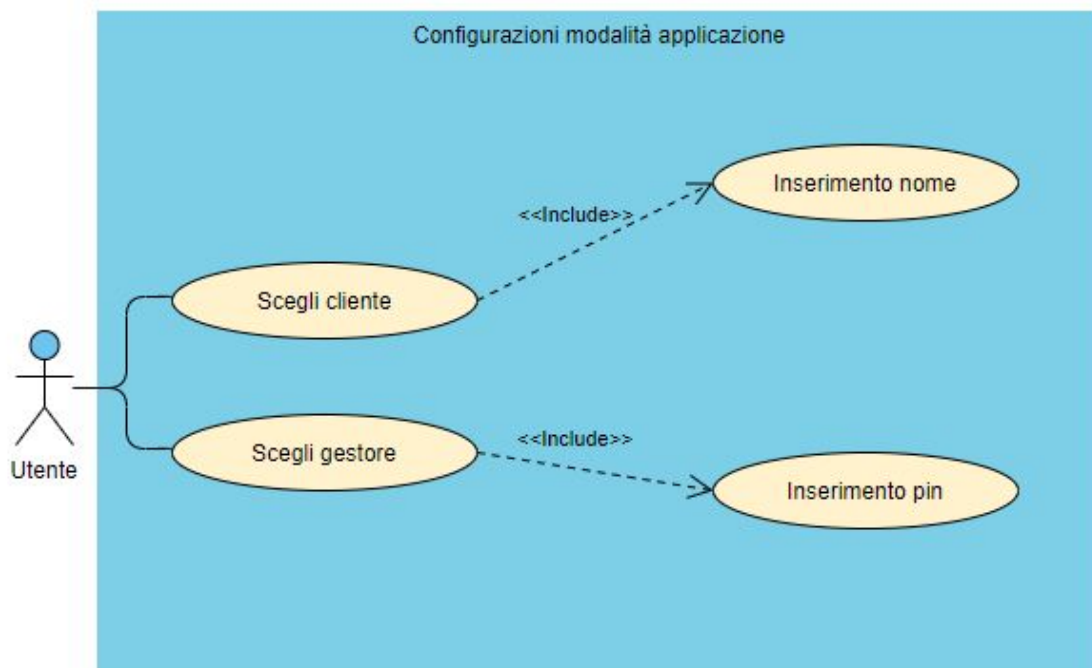 Configurazioni modalità applicazione
Inserimento nome
<<Include>>
Scegli cliente
<<Include>>
Scegli gestore
Utente
Inserimento pin